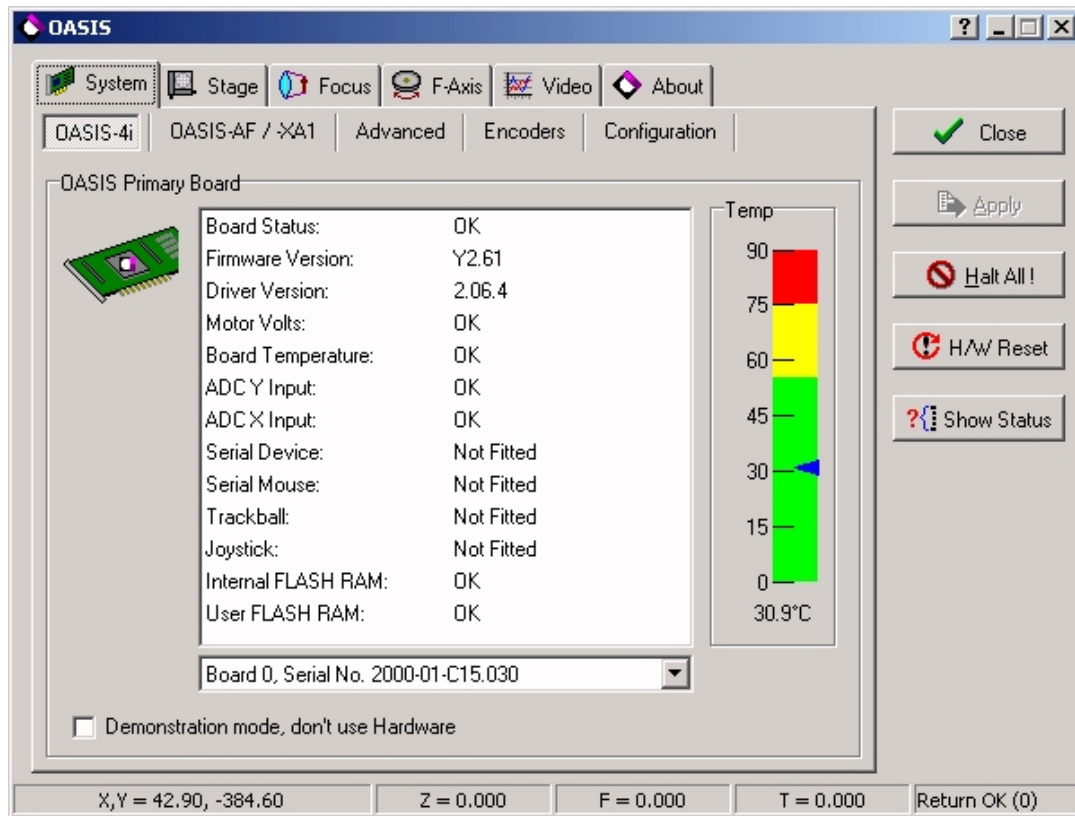 OASIS
System Stage Focus F-Axis Video About
OASIS-4i OASIS-AF / -XA1 Advanced Encoders Configuration
OASIS Primary Board
Board Status: OK
Firmware Version: Y2.61
Driver Version: 2.06.4
Motor Volts: OK
Board Temperature: OK
ADC Y Input: OK
ADC X Input: OK
Serial Device: Not Fitted
Serial Mouse: Not Fitted
Trackball: Not Fitted
Joystick: Not Fitted
Internal FLASH RAM: OK
User FLASH RAM: OK
Board 0, Serial No. 2000-01-C15.030
Demonstration mode, don't use Hardware
Temp
90
75
60
45
30
15
0
30.9°C
Close
Apply
Halt All !
H/W Reset
Show Status
X,Y = 42.90, -384.60 Z = 0.000 F = 0.000 T = 0.000 Return OK (0)